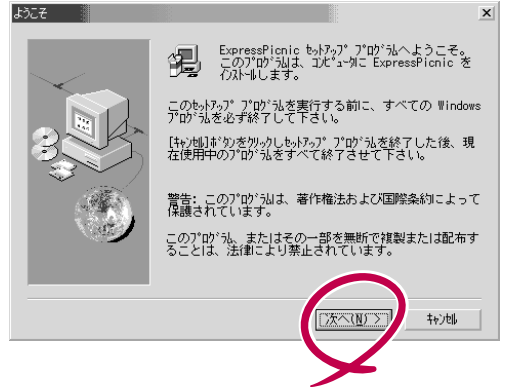 ようこそ
ExpressPicnic ｾｯﾄｱｯﾌﾟ ﾌﾟﾛｸﾞﾗﾑへようこそ。
このﾌﾟﾛｸﾞﾗﾑは、ｺﾝﾋﾟｭｰﾀに ExpressPicnic を
ｲﾝｽﾄｰﾙします。
このｾｯﾄｱｯﾌﾟ ﾌﾟﾛｸﾞﾗﾑを実行する前に、すべての Windows
ﾌﾟﾛｸﾞﾗﾑを必ず終了して下さい。
[ｷｬﾝｾﾙ]ﾎﾞﾀﾝをｸﾘｯｸしｾｯﾄｱｯﾌﾟ ﾌﾟﾛｸﾞﾗﾑを終了した後、現
在使用中のﾌﾟﾛｸﾞﾗﾑをすべて終了させて下さい。
警告: このﾌﾟﾛｸﾞﾗﾑは、著作権法および国際条約によって
保護されています。
このﾌﾟﾛｸﾞﾗﾑ、またはその一部を無断で複製または配布す
ることは、法律により禁止されています。
次へ(N) >
ｷｬﾝｾﾙ